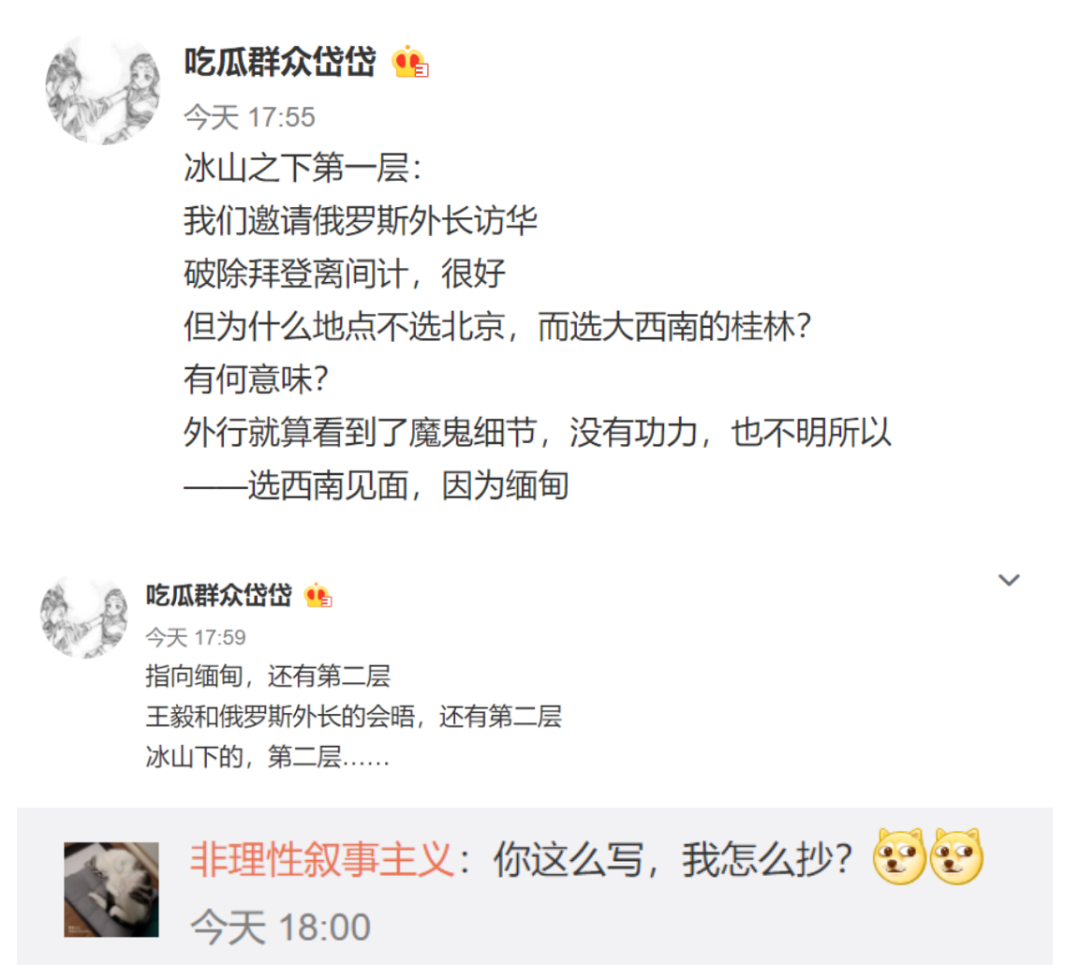 吃瓜群众岱岱
今天 17:55
冰山之下第一层：
我们邀请俄罗斯外长访华
破除拜登离间计，很好
但为什么地点不选北京，而选大西南的桂林？
有何意味？
外行就算看到了魔鬼细节，没有功力，也不明所以
——选西南见面，因为缅甸
吃瓜群众岱岱
今天 17:59
指向缅甸，还有第二层
王毅和俄罗斯外长的会晤，还有第二层
冰山下的，第二层……
非理性叙事主义：你这么写，我怎么抄？
今天 18:00